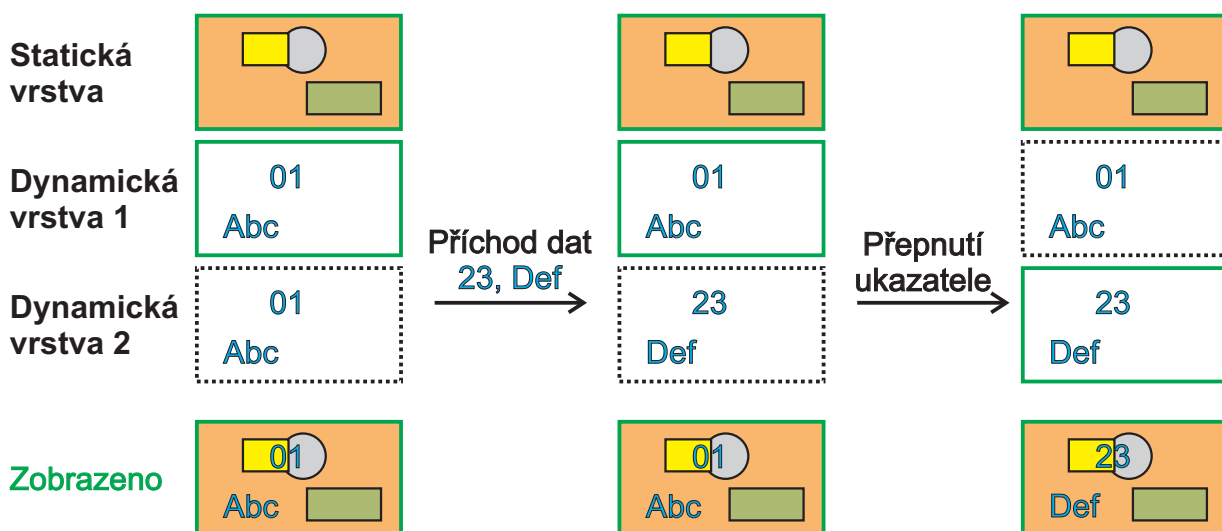 Statická
vrstva
Dynamická
vrstva 1
01
Abc
01
Abc
01
Abc
Příchod dat
23, Def
Přepnutí
ukazatele
Dynamická
vrstva 2
01
Abc
23
Def
23
Def
Zobrazeno
01
Abc
01
Abc
23
Def